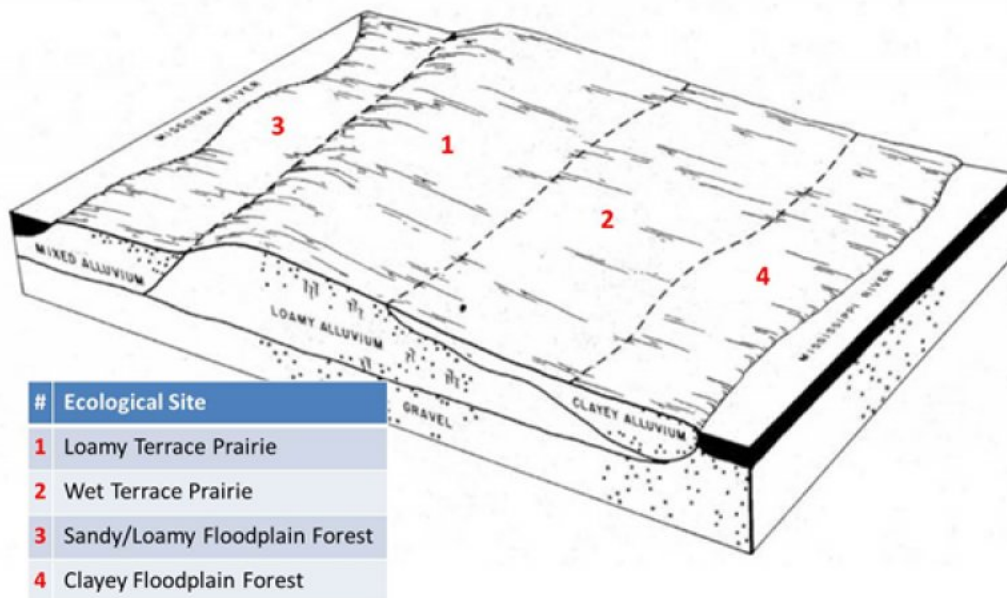 MISSOURI RIVER
3
1
2
4
MIXED ALLUVIUM
LOAMY ALLUVIUM
GRAVEL
CLAYEY ALLUVIUM
MISSISSIPPI RIVER
# Ecological Site
1 Loamy Terrace Prairie
2 Wet Terrace Prairie
3 Sandy/Loamy Floodplain Forest
4 Clayey Floodplain Forest